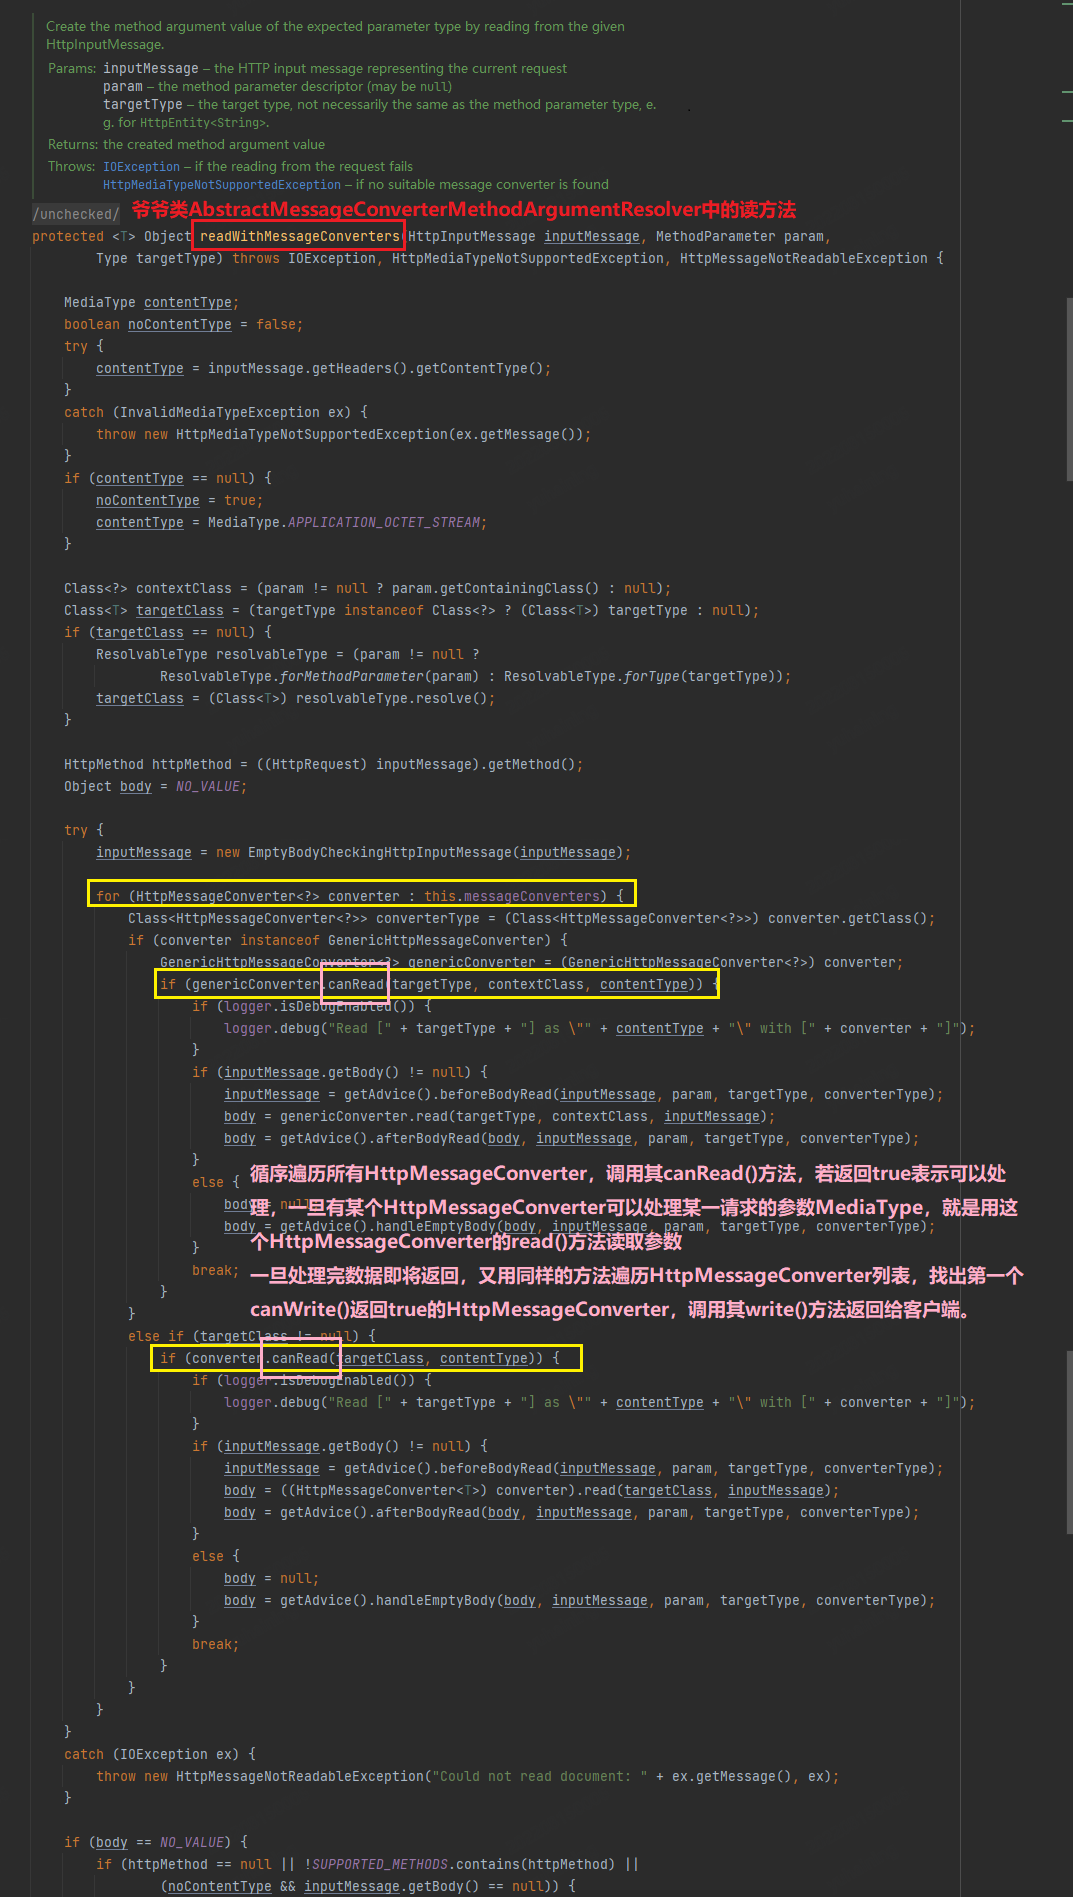 Create the method argument value of the expected parameter type by reading from the given
HttpInputMessage.
Params: inputMessage – the HTTP input message representing the current request
param – the method parameter descriptor (may be null)
targetType – the target type, not necessarily the same as the method parameter type, e.
g. for HttpEntity<String>.
Returns: the created method argument value
Throws: IOException – if the reading from the request fails
HttpMediaTypeNotSupportedException – if no suitable message converter is found
/unchecked/ 爷爷类AbstractMessageConverterMethodArgumentResolver中的读方法
protected <T> Object readWithMessageConverters(HttpInputMessage inputMessage, MethodParameter param,
Type targetType) throws IOException, HttpMediaTypeNotSupportedException, HttpMessageNotReadableException {
MediaType contentType;
boolean noContentType = false;
try {
contentType = inputMessage.getHeaders().getContentType();
}
catch (InvalidMediaTypeException ex) {
throw new HttpMediaTypeNotSupportedException(ex.getMessage());
}
if (contentType == null) {
noContentType = true;
contentType = MediaType.APPLICATION_OCTET_STREAM;
}
Class<?> contextClass = (param != null ? param.getContainingClass() : null);
Class<T> targetClass = (targetType instanceof Class<?> ? (Class<T>) targetType : null);
if (targetClass == null) {
ResolvableType resolvableType = (param != null ?
ResolvableType.forMethodParameter(param) : ResolvableType.forType(targetType));
targetClass = (Class<T>) resolvableType.resolve();
}
HttpMethod httpMethod = ((HttpRequest) inputMessage).getMethod();
Object body = NO_VALUE;
try {
inputMessage = new EmptyBodyCheckingHttpInputMessage(inputMessage);
for (HttpMessageConverter<?> converter : this.messageConverters) {
Class<HttpMessageConverter<?>> converterType = (Class<HttpMessageConverter<?>>) converter.getClass();
if (converter instanceof GenericHttpMessageConverter) {
GenericHttpMessageConverter<?> genericConverter = (GenericHttpMessageConverter<?>) converter;
if (genericConverter.canRead(targetType, contextClass, contentType)) {
if (logger.isDebugEnabled()) {
logger.debug("Read [" + targetType + "] as \"" + contentType + "\" with [" + converter + "]");
}
if (inputMessage.getBody() != null) {
inputMessage = getAdvice().beforeBodyRead(inputMessage, param, targetType, converterType);
body = genericConverter.read(targetType, contextClass, inputMessage);
body = getAdvice().afterBodyRead(body, inputMessage, param, targetType, converterType);
}
循序遍历所有HttpMessageConverter，调用其canRead()方法，若返回true表示可以处
else {
理，一旦有某个HttpMessageConverter可以处理某一请求的参数MediaType，就是用这
body = null;
body = getAdvice().handleEmptyBody(body, inputMessage, param, targetType, converterType);
个HttpMessageConverter的read()方法读取参数
}
break;
一旦处理完数据即将返回，又用同样的方法遍历HttpMessageConverter列表，找出第一个
}
canWrite()返回true的HttpMessageConverter，调用其write()方法返回给客户端。
}
else if (targetClass != null) {
if (converter.canRead(targetClass, contentType)) {
if (logger.isDebugEnabled()) {
logger.debug("Read [" + targetType + "] as \"" + contentType + "\" with [" + converter + "]");
}
if (inputMessage.getBody() != null) {
inputMessage = getAdvice().beforeBodyRead(inputMessage, param, targetType, converterType);
body = ((HttpMessageConverter<T>) converter).read(targetClass, inputMessage);
body = getAdvice().afterBodyRead(body, inputMessage, param, targetType, converterType);
}
else {
body = null;
body = getAdvice().handleEmptyBody(body, inputMessage, param, targetType, converterType);
}
break;
}
}
}
}
catch (IOException ex) {
throw new HttpMessageNotReadableException("Could not read document: " + ex.getMessage(), ex);
}
if (body == NO_VALUE) {
if (httpMethod == null || !SUPPORTED_METHODS.contains(httpMethod) ||
(noContentType && inputMessage.getBody() == null)) {